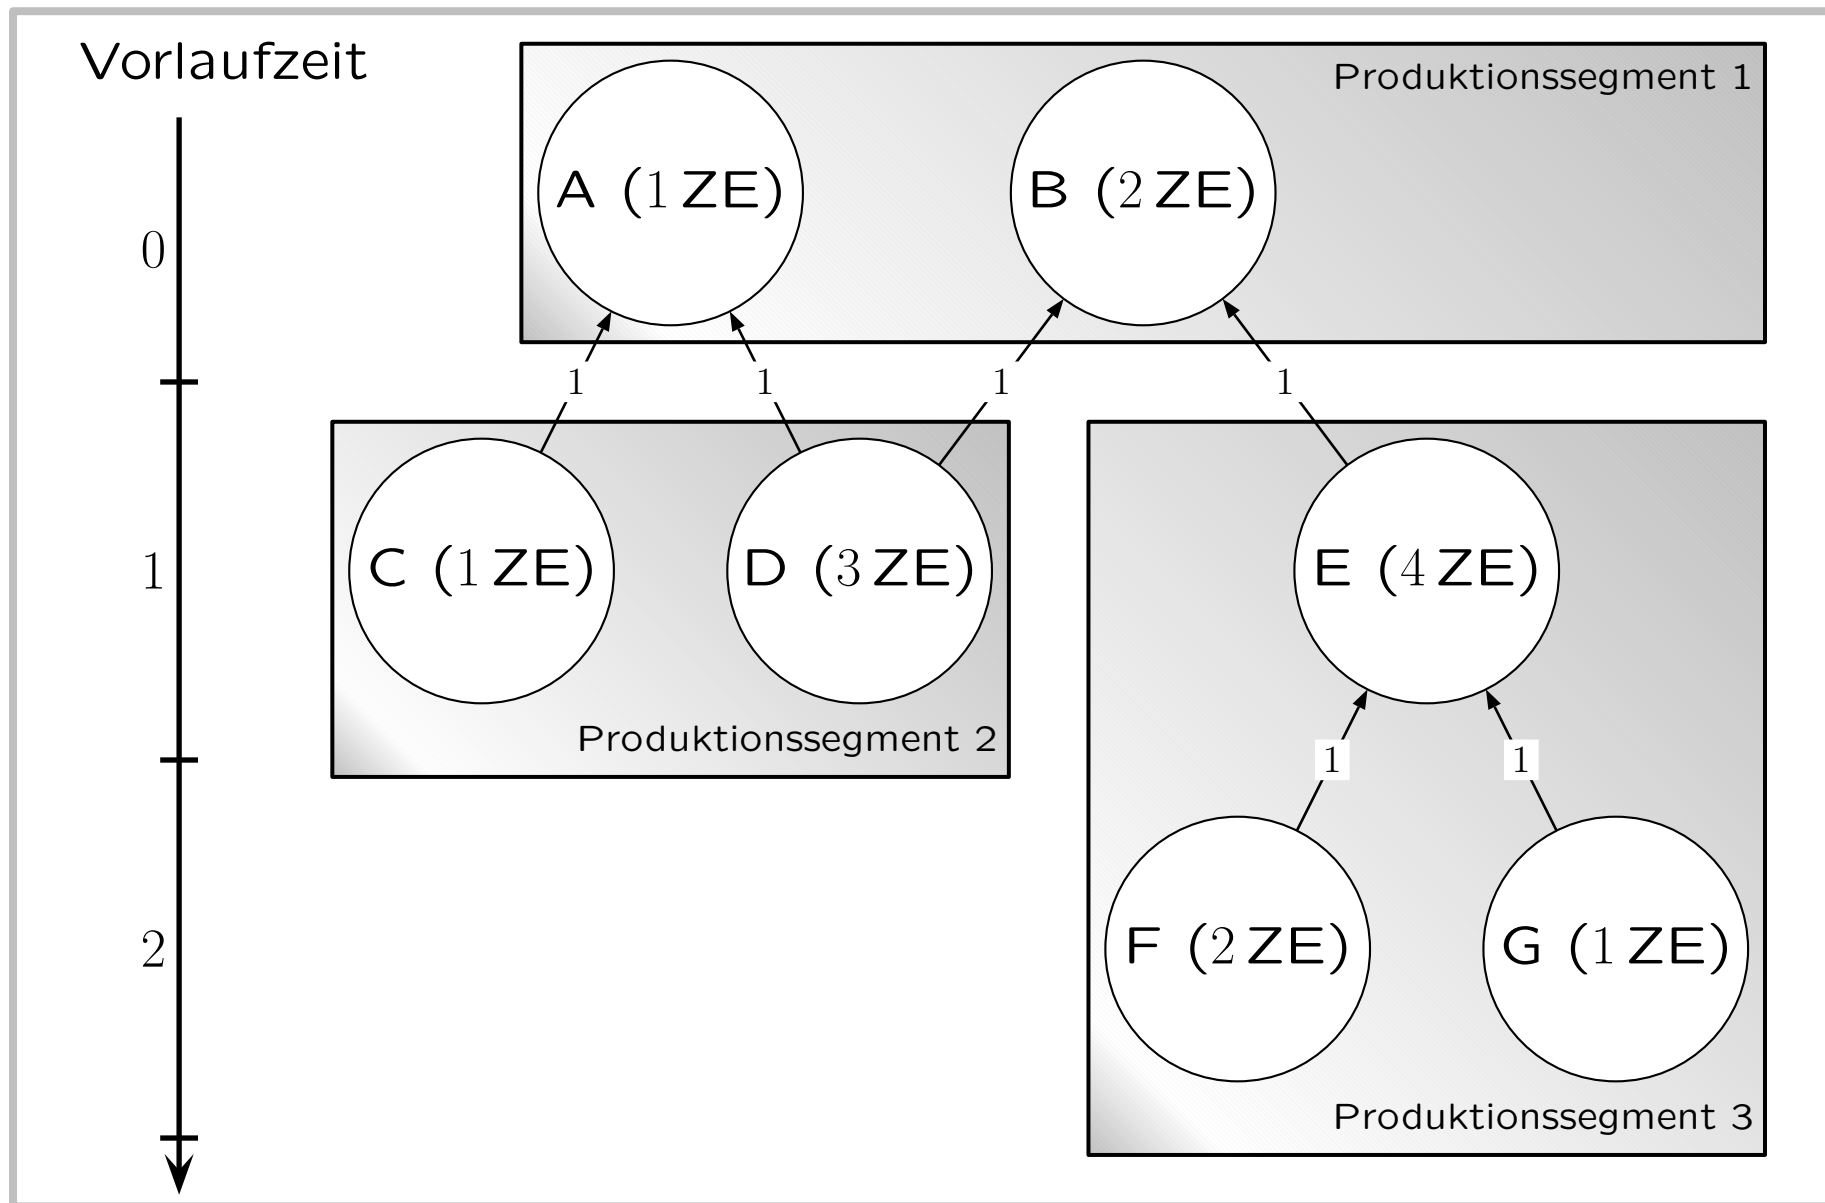 Vorlaufzeit
Produktionssegment 1
A (1 ZE)
B (2 ZE)
0
1
1
1
1
C (1 ZE)
D (3 ZE)
E (4 ZE)
1
Produktionssegment 2
1
1
F (2 ZE)
G (1 ZE)
2
Produktionssegment 3